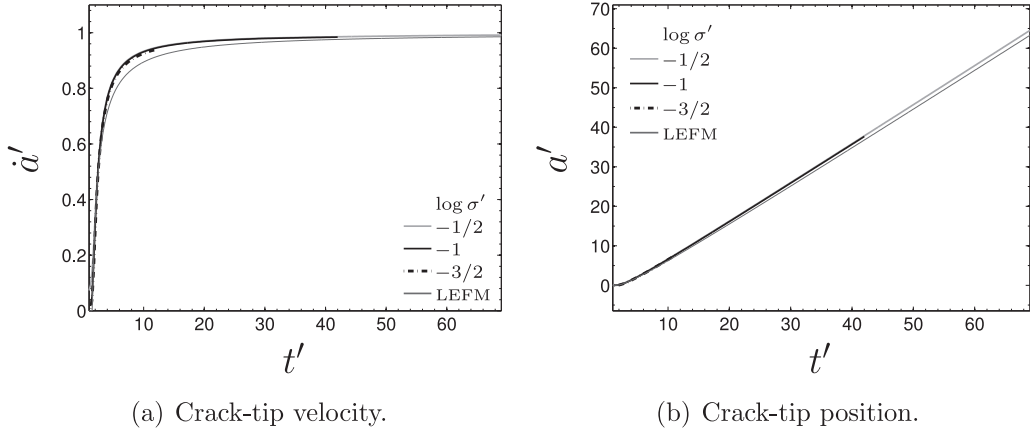 1
0.8
0.6
0.4
0.2
0
ȧ′
log σ′
−1/2
−1
−3/2
LEFM
10 20 30 40 50 60
t′
(a) Crack-tip velocity.
70
60
50
40
30
20
10
0
a′
log σ′
−1/2
−1
−3/2
LEFM
10 20 30 40 50 60
t′
(b) Crack-tip position.